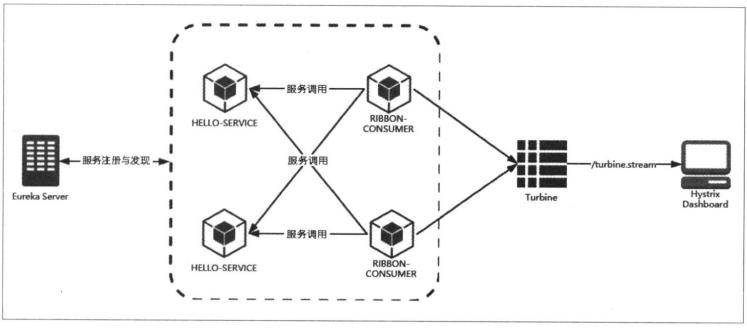 服务调用
HELLO-SERVICE
RIBBON-
CONSUMER
服务注册与发现
服务调用
/turbine.stream
Eureka Server
Turbine
Hystrix
Dashboard
服务调用
HELLO-SERVICE
RIBBON-
CONSUMER